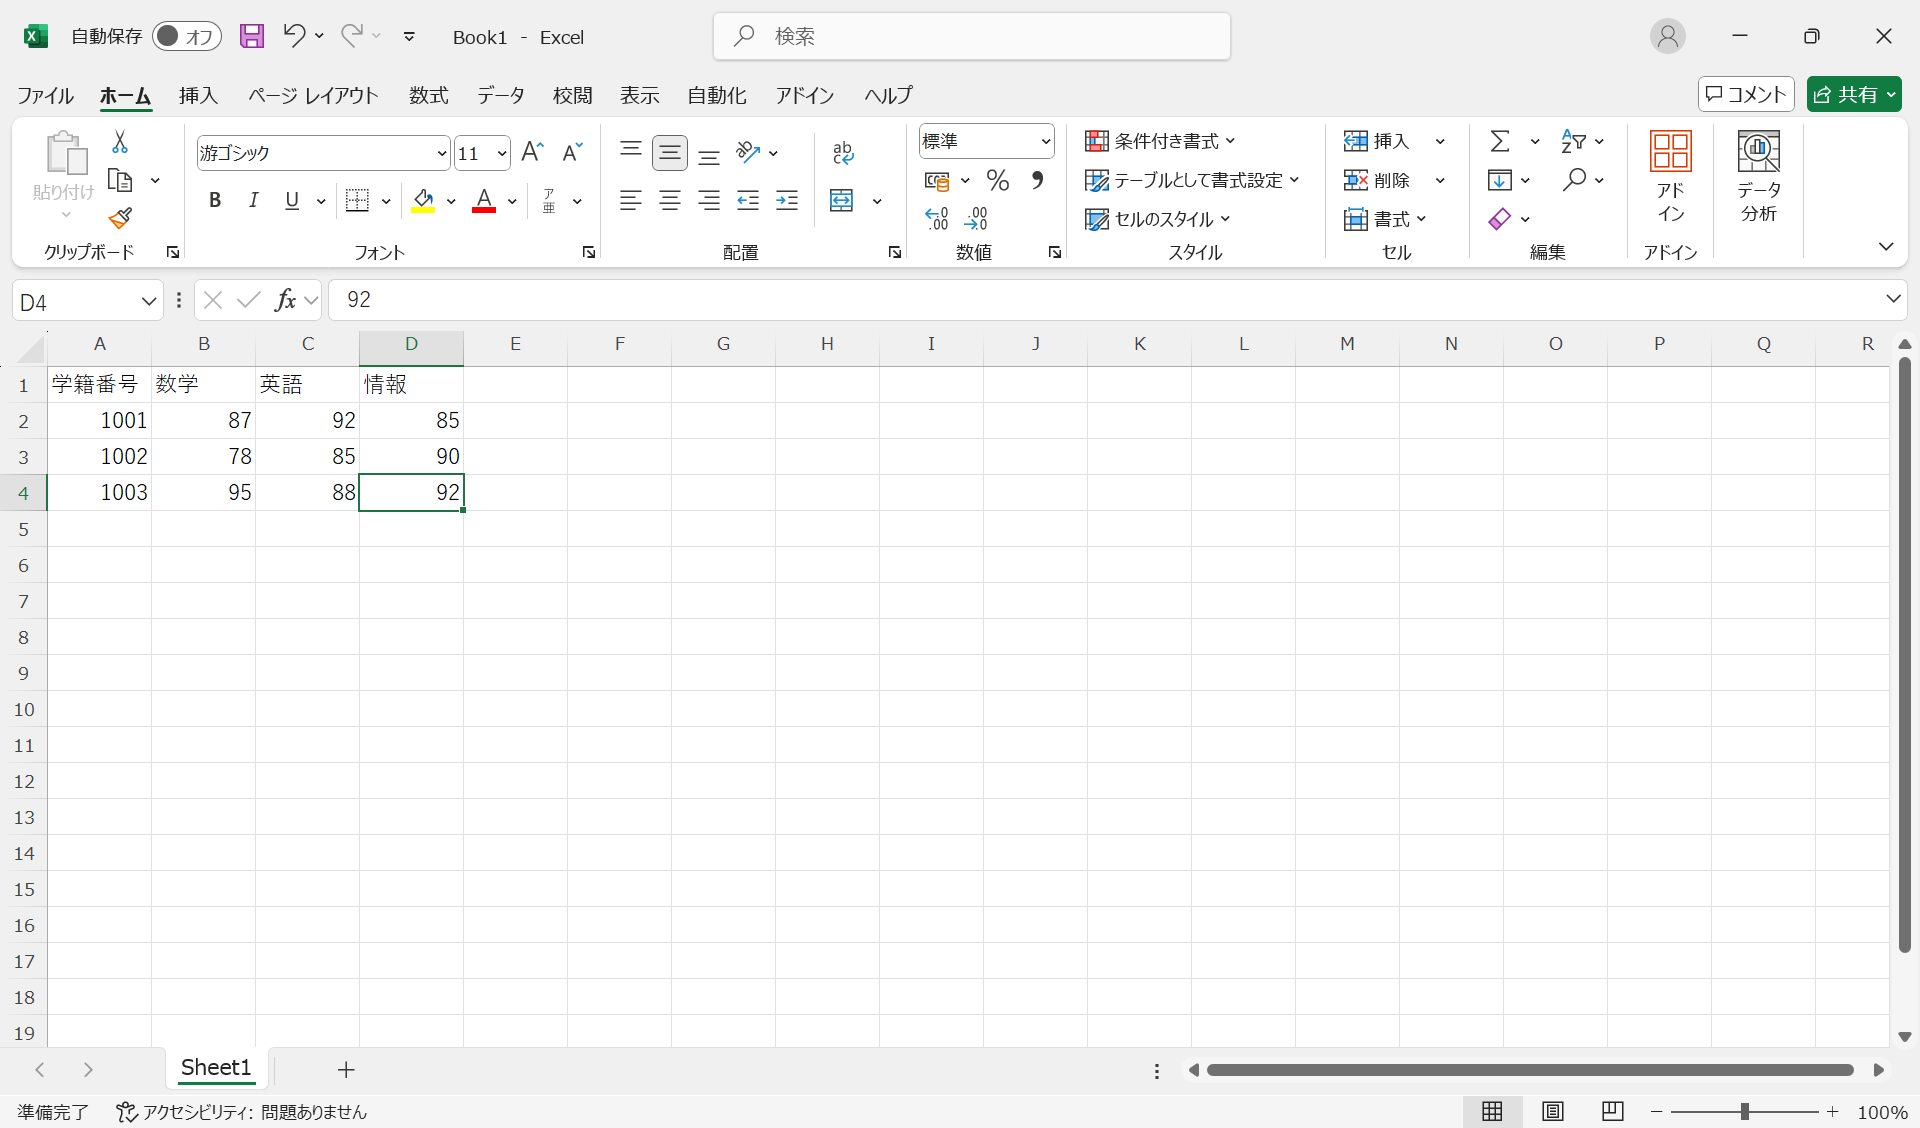 自動保存 オフ Book1 - Excel 検索
ファイル ホーム 挿入 ページ レイアウト 数式 データ 校閲 表示 自動化 アドイン ヘルプ コメント 共有
貼り付け
クリップボード
游ゴシック 11
B I U ア亜
フォント
ab c
配置
標準
% 9
←0 .00 .00 →0
数値
条件付き書式
テーブルとして書式設定
セルのスタイル
スタイル
挿入
削除
書式
セル
Σ AZ
編集
アド
イン
アドイン
データ
分析
D4 fx 92
A B C D E F G H I J K L M N O P Q R
1 学籍番号 数学 英語 情報
2 1001 87 92 85
3 1002 78 85 90
4 1003 95 88 92
5
6
7
8
9
10
11
12
13
14
15
16
17
18
19
Sheet1
準備完了 アクセシビリティ: 問題ありません 100%